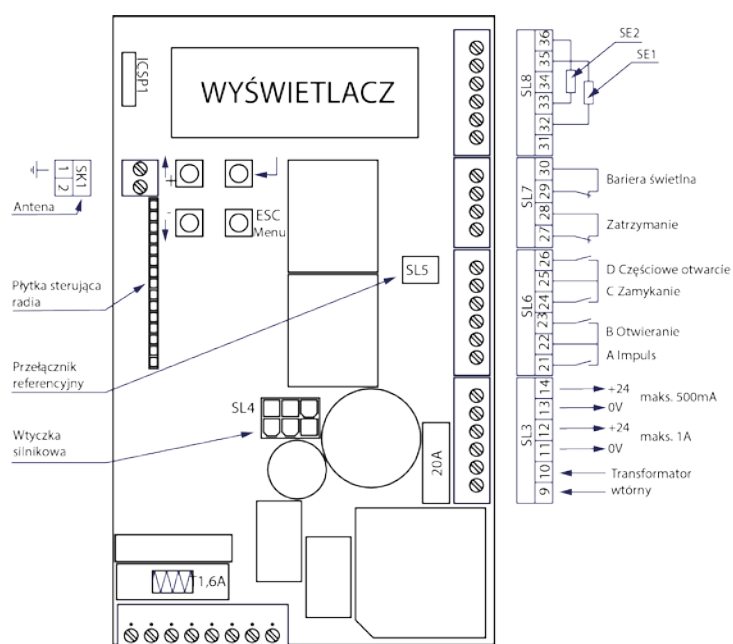 ICSP1
WYŚWIETLACZ
SK1
1
2
Antena
+
-
ESC
Menu
Płytka sterująca
radia
Przełącznik
referencyjny
Wtyczka
silnikowa
SL5
SL4
20A
T1,6A
SL8
36
35
34
33
32
31
SE2
SE1
SL7
30
29
28
27
Bariera świetlna
Zatrzymanie
SL6
26
25
24
23
22
21
D Częściowe otwarcie
C Zamykanie
B Otwieranie
A Impuls
SL3
14
13
12
11
10
9
+24
0V
maks. 500mA
+24
0V
maks. 1A
Transformator
wtórny